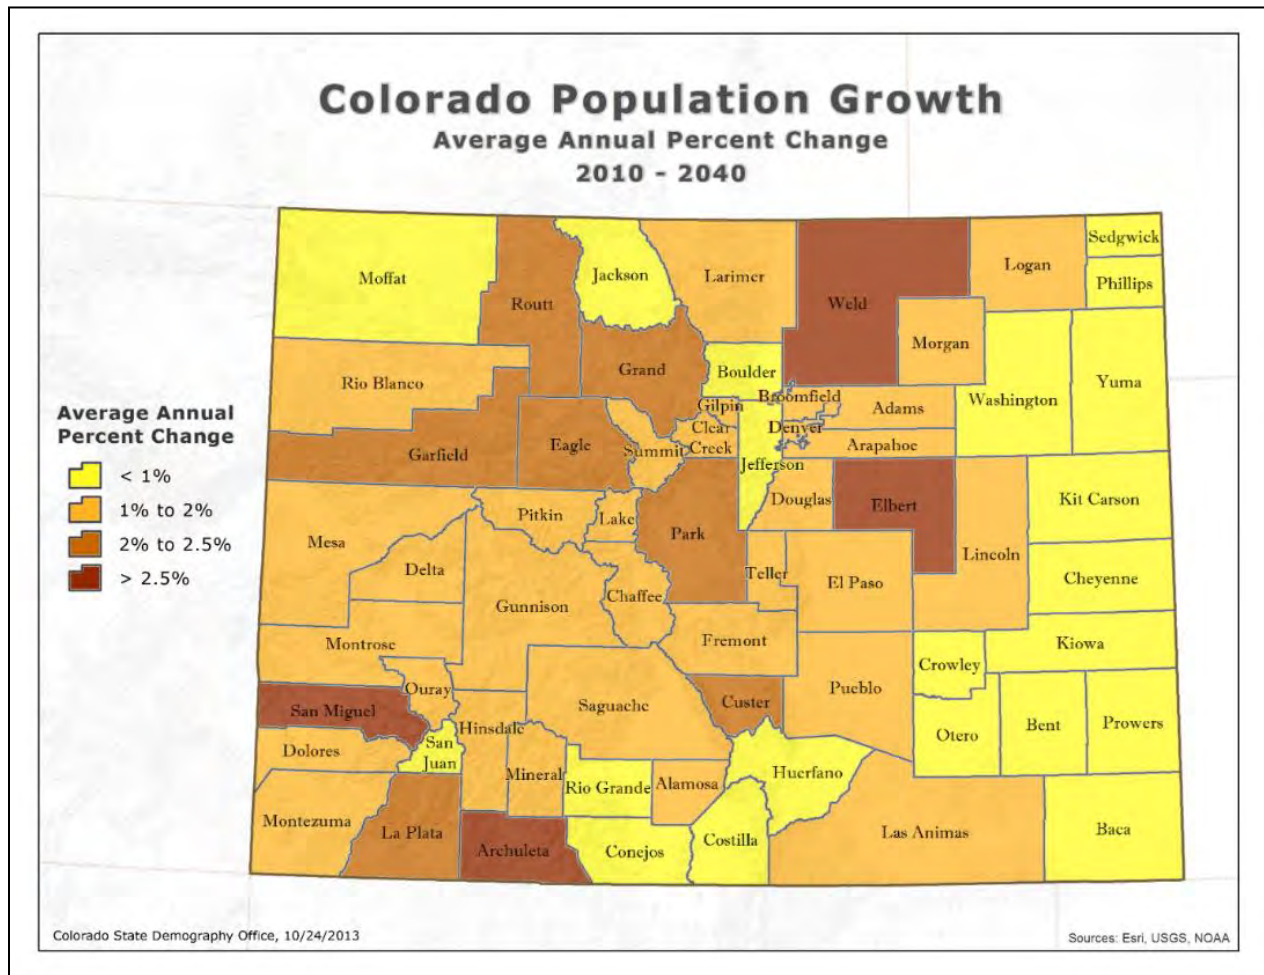 Colorado Population Growth
Average Annual Percent Change
2010 - 2040
Sedgwick
Moffat
Jackson
Larimer
Logan
Phillips
Routt
Weld
Morgan
Grand
Boulder
Rio Blanco
Yuma
Washington
Broomfield
Gilpin
Adams
Average Annual
Percent Change
Clear
Creek
Denver
Arapahoe
Garfield
Eagle
Summit
Jefferson
< 1%
Kit Carson
Douglas
Elbert
1% to 2%
Pitkin
Lake
Park
Mesa
2% to 2.5%
Lincoln
Delta
Teller
El Paso
Cheyenne
> 2.5%
Chaffee
Gunnison
Fremont
Montrose
Kiowa
Crowley
Ouray
Pueblo
Custer
Saguache
San Miguel
Hinsdale
Bent
Prowers
Otero
San
Juan
Dolores
Mineral
Huerfano
Rio Grande
Alamosa
Montezuma
La Plata
Las Animas
Baca
Costilla
Archuleta
Conejos
Colorado State Demography Office, 10/24/2013
Sources: Esri, USGS, NOAA